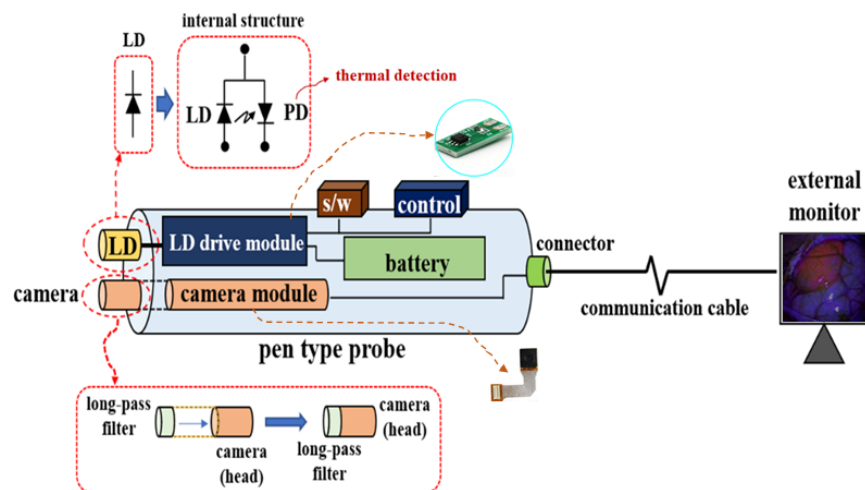 internal structure
LD
LD
PD
thermal detection
s/w
control
external
monitor
LD
LD drive module
battery
connector
camera
camera module
communication cable
pen type probe
long-pass
filter
camera
(head)
long-pass
filter
camera
(head)